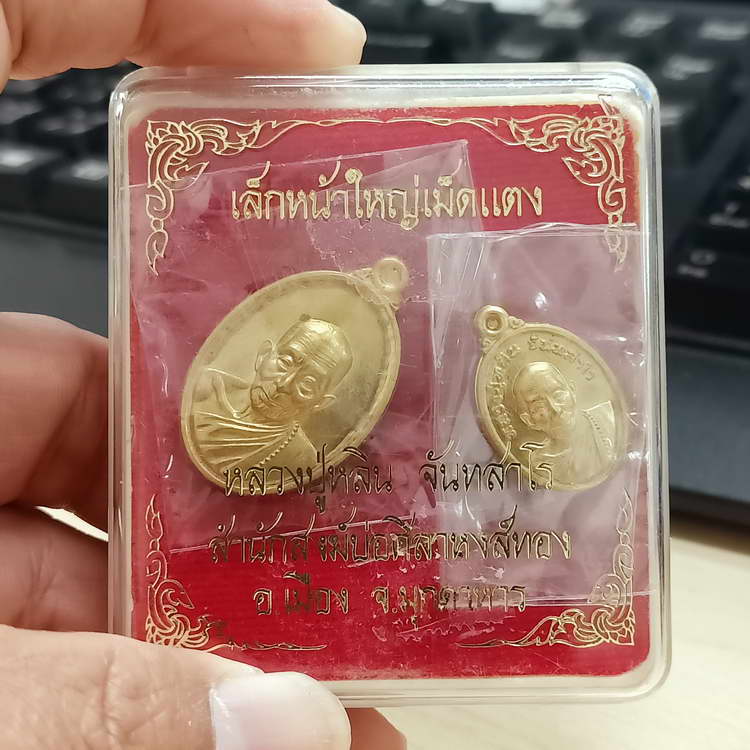 เล็กหน้าใหญ่เม็ดแตง
หลวงปู่หลิน จันทสาโร
สำนักสงฆ์บ่อศิลาหงส์ทอง
อ.เมือง จ.มุกดาหาร